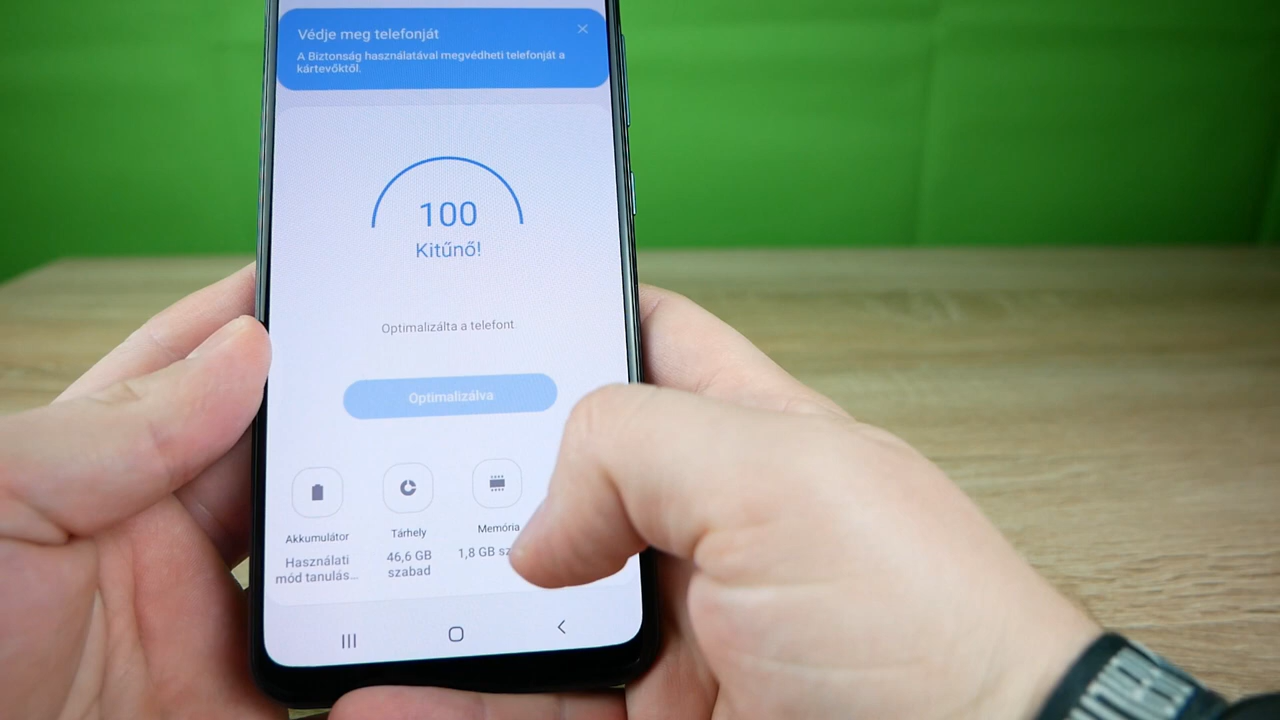 Védje meg telefonját
A Biztonság használatával megvédheti telefonját a
kártevőktől.
100
Kitűnő!
Optimalizálta a telefont
Optimalizálva
Akkumulátor
Tárhely
Memória
Használati
mód tanulás...
46,6 GB
szabad
1,8 GB